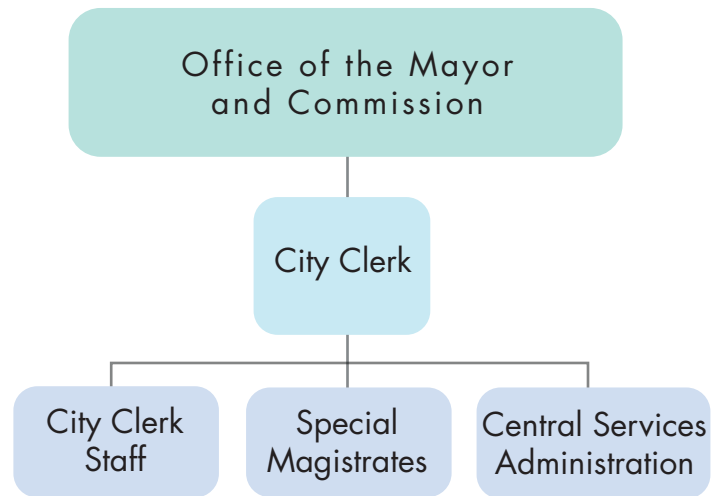 Office of the Mayor
and Commission
City Clerk
City Clerk
Staff
Special
Magistrates
Central Services
Administration